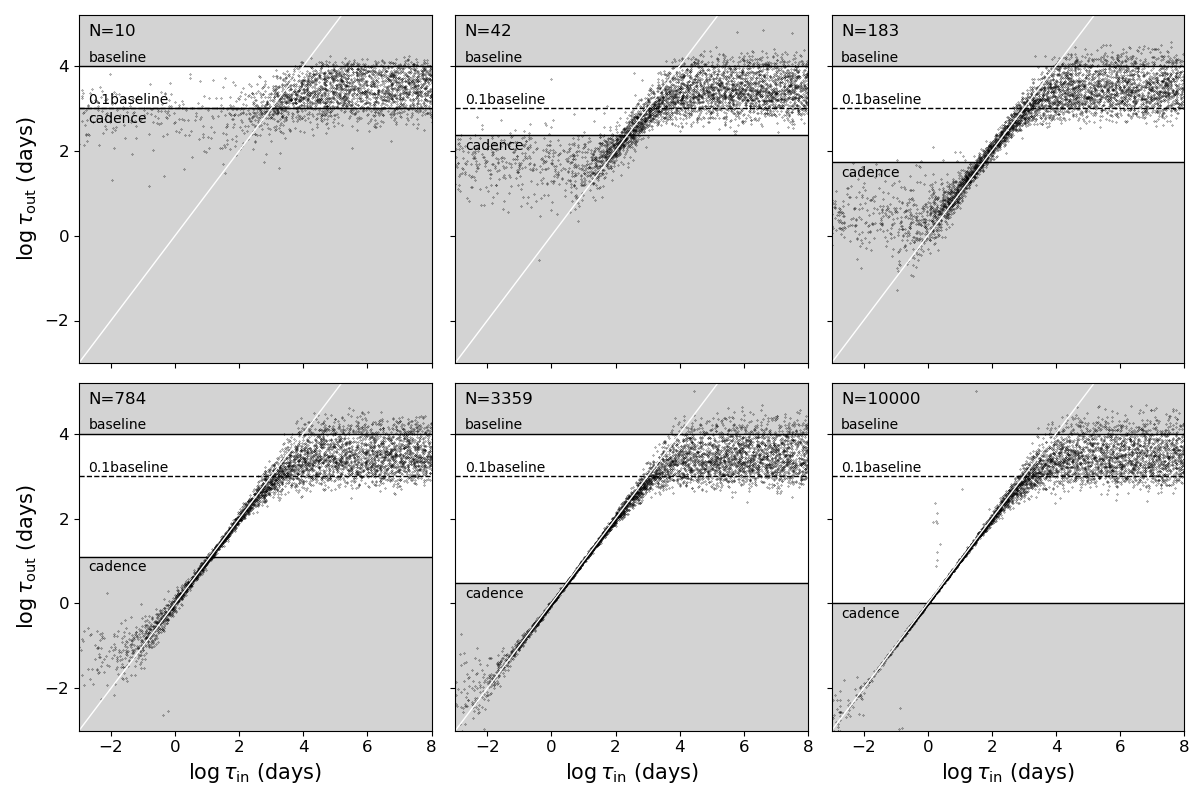 N=10
baseline
0.1baseline
cadence
4
2
0
−2
log τout (days)
N=42
baseline
0.1baseline
cadence
N=183
baseline
0.1baseline
cadence
N=784
baseline
0.1baseline
cadence
4
2
0
−2
log τout (days)
−2 0 2 4 6 8
log τin (days)
N=3359
baseline
0.1baseline
cadence
−2 0 2 4 6 8
log τin (days)
N=10000
baseline
0.1baseline
cadence
−2 0 2 4 6 8
log τin (days)